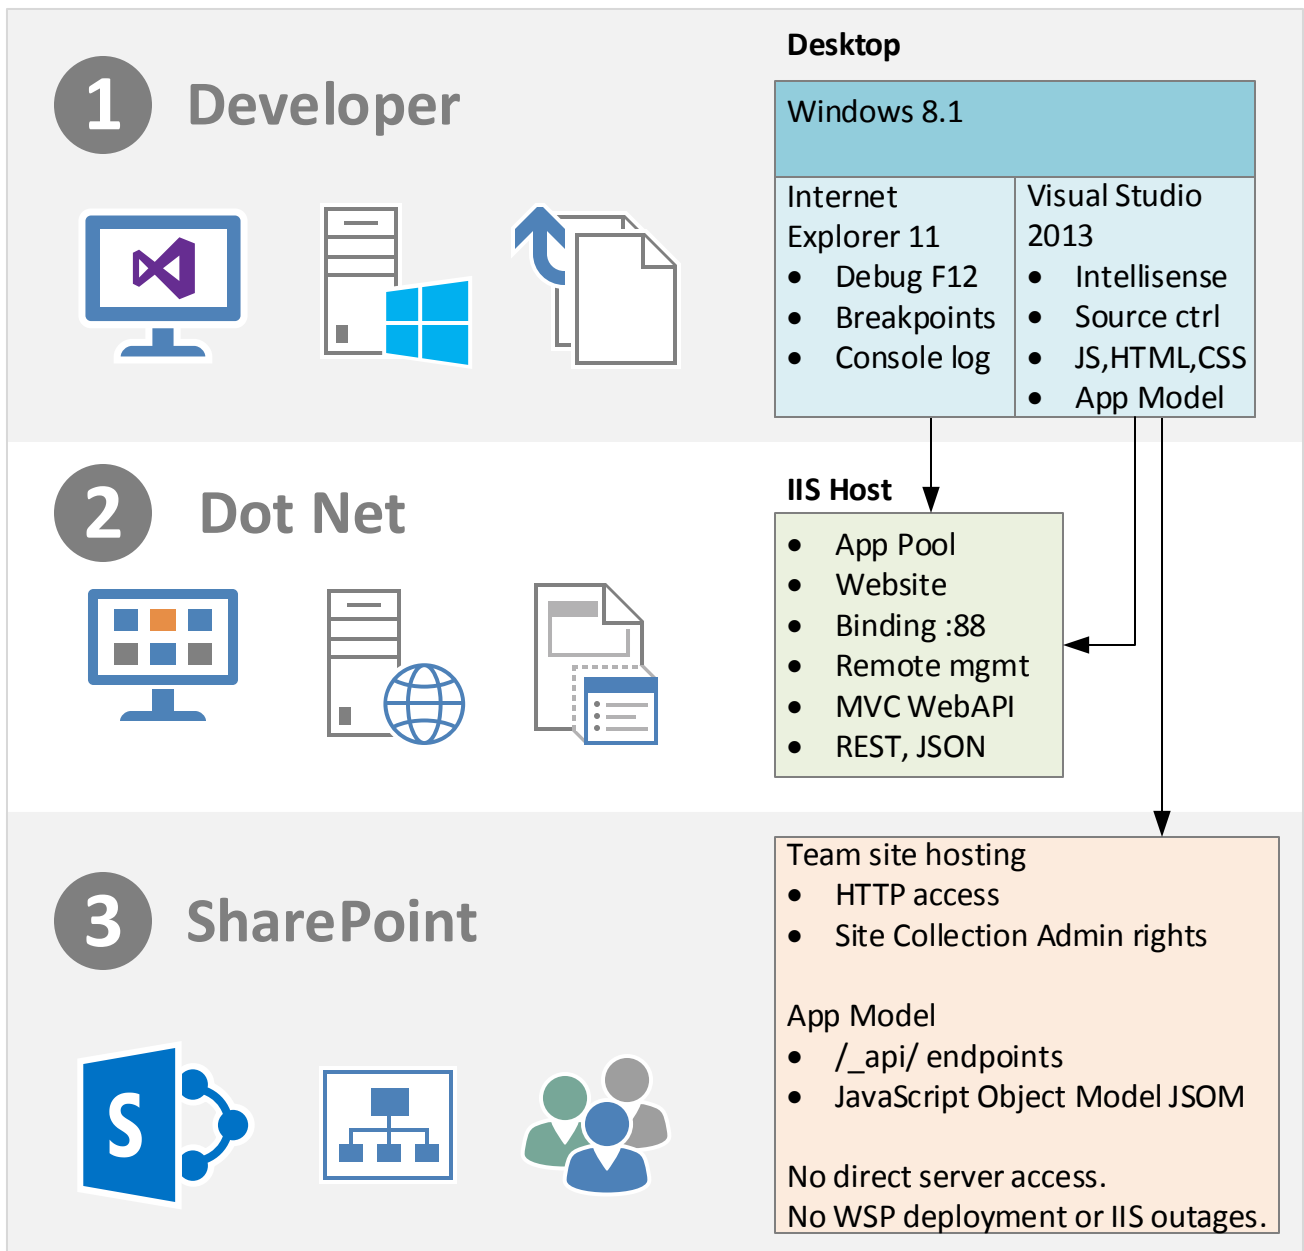 1 Developer
Desktop
Windows 8.1
Internet
Explorer 11
• Debug F12
• Breakpoints
• Console log
Visual Studio
2013
• Intellisense
• Source ctrl
• JS,HTML,CSS
• App Model
2 Dot Net
IIS Host
• App Pool
• Website
• Binding :88
• Remote mgmt
• MVC WebAPI
• REST, JSON
3 SharePoint
S
Team site hosting
• HTTP access
• Site Collection Admin rights
App Model
• /_api/ endpoints
• JavaScript Object Model JSOM
No direct server access.
No WSP deployment or IIS outages.